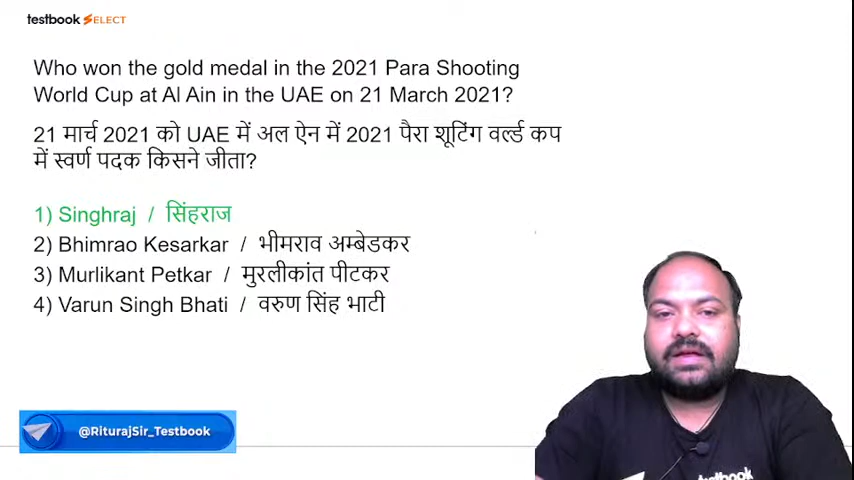 testbook SELECT
Who won the gold medal in the 2021 Para Shooting
World Cup at Al Ain in the UAE on 21 March 2021?
21 मार्च 2021 को UAE में अल ऐन में 2021 पैरा शूटिंग वर्ल्ड कप
में स्वर्ण पदक किसने जीता?
1) Singhraj / सिंहराज
2) Bhimrao Kesarkar / भीमराव अम्बेडकर
3) Murlikant Petkar / मुरलीकांत पीटकर
4) Varun Singh Bhati / वरुण सिंह भाटी
@RiturajSir_Testbook
testbook